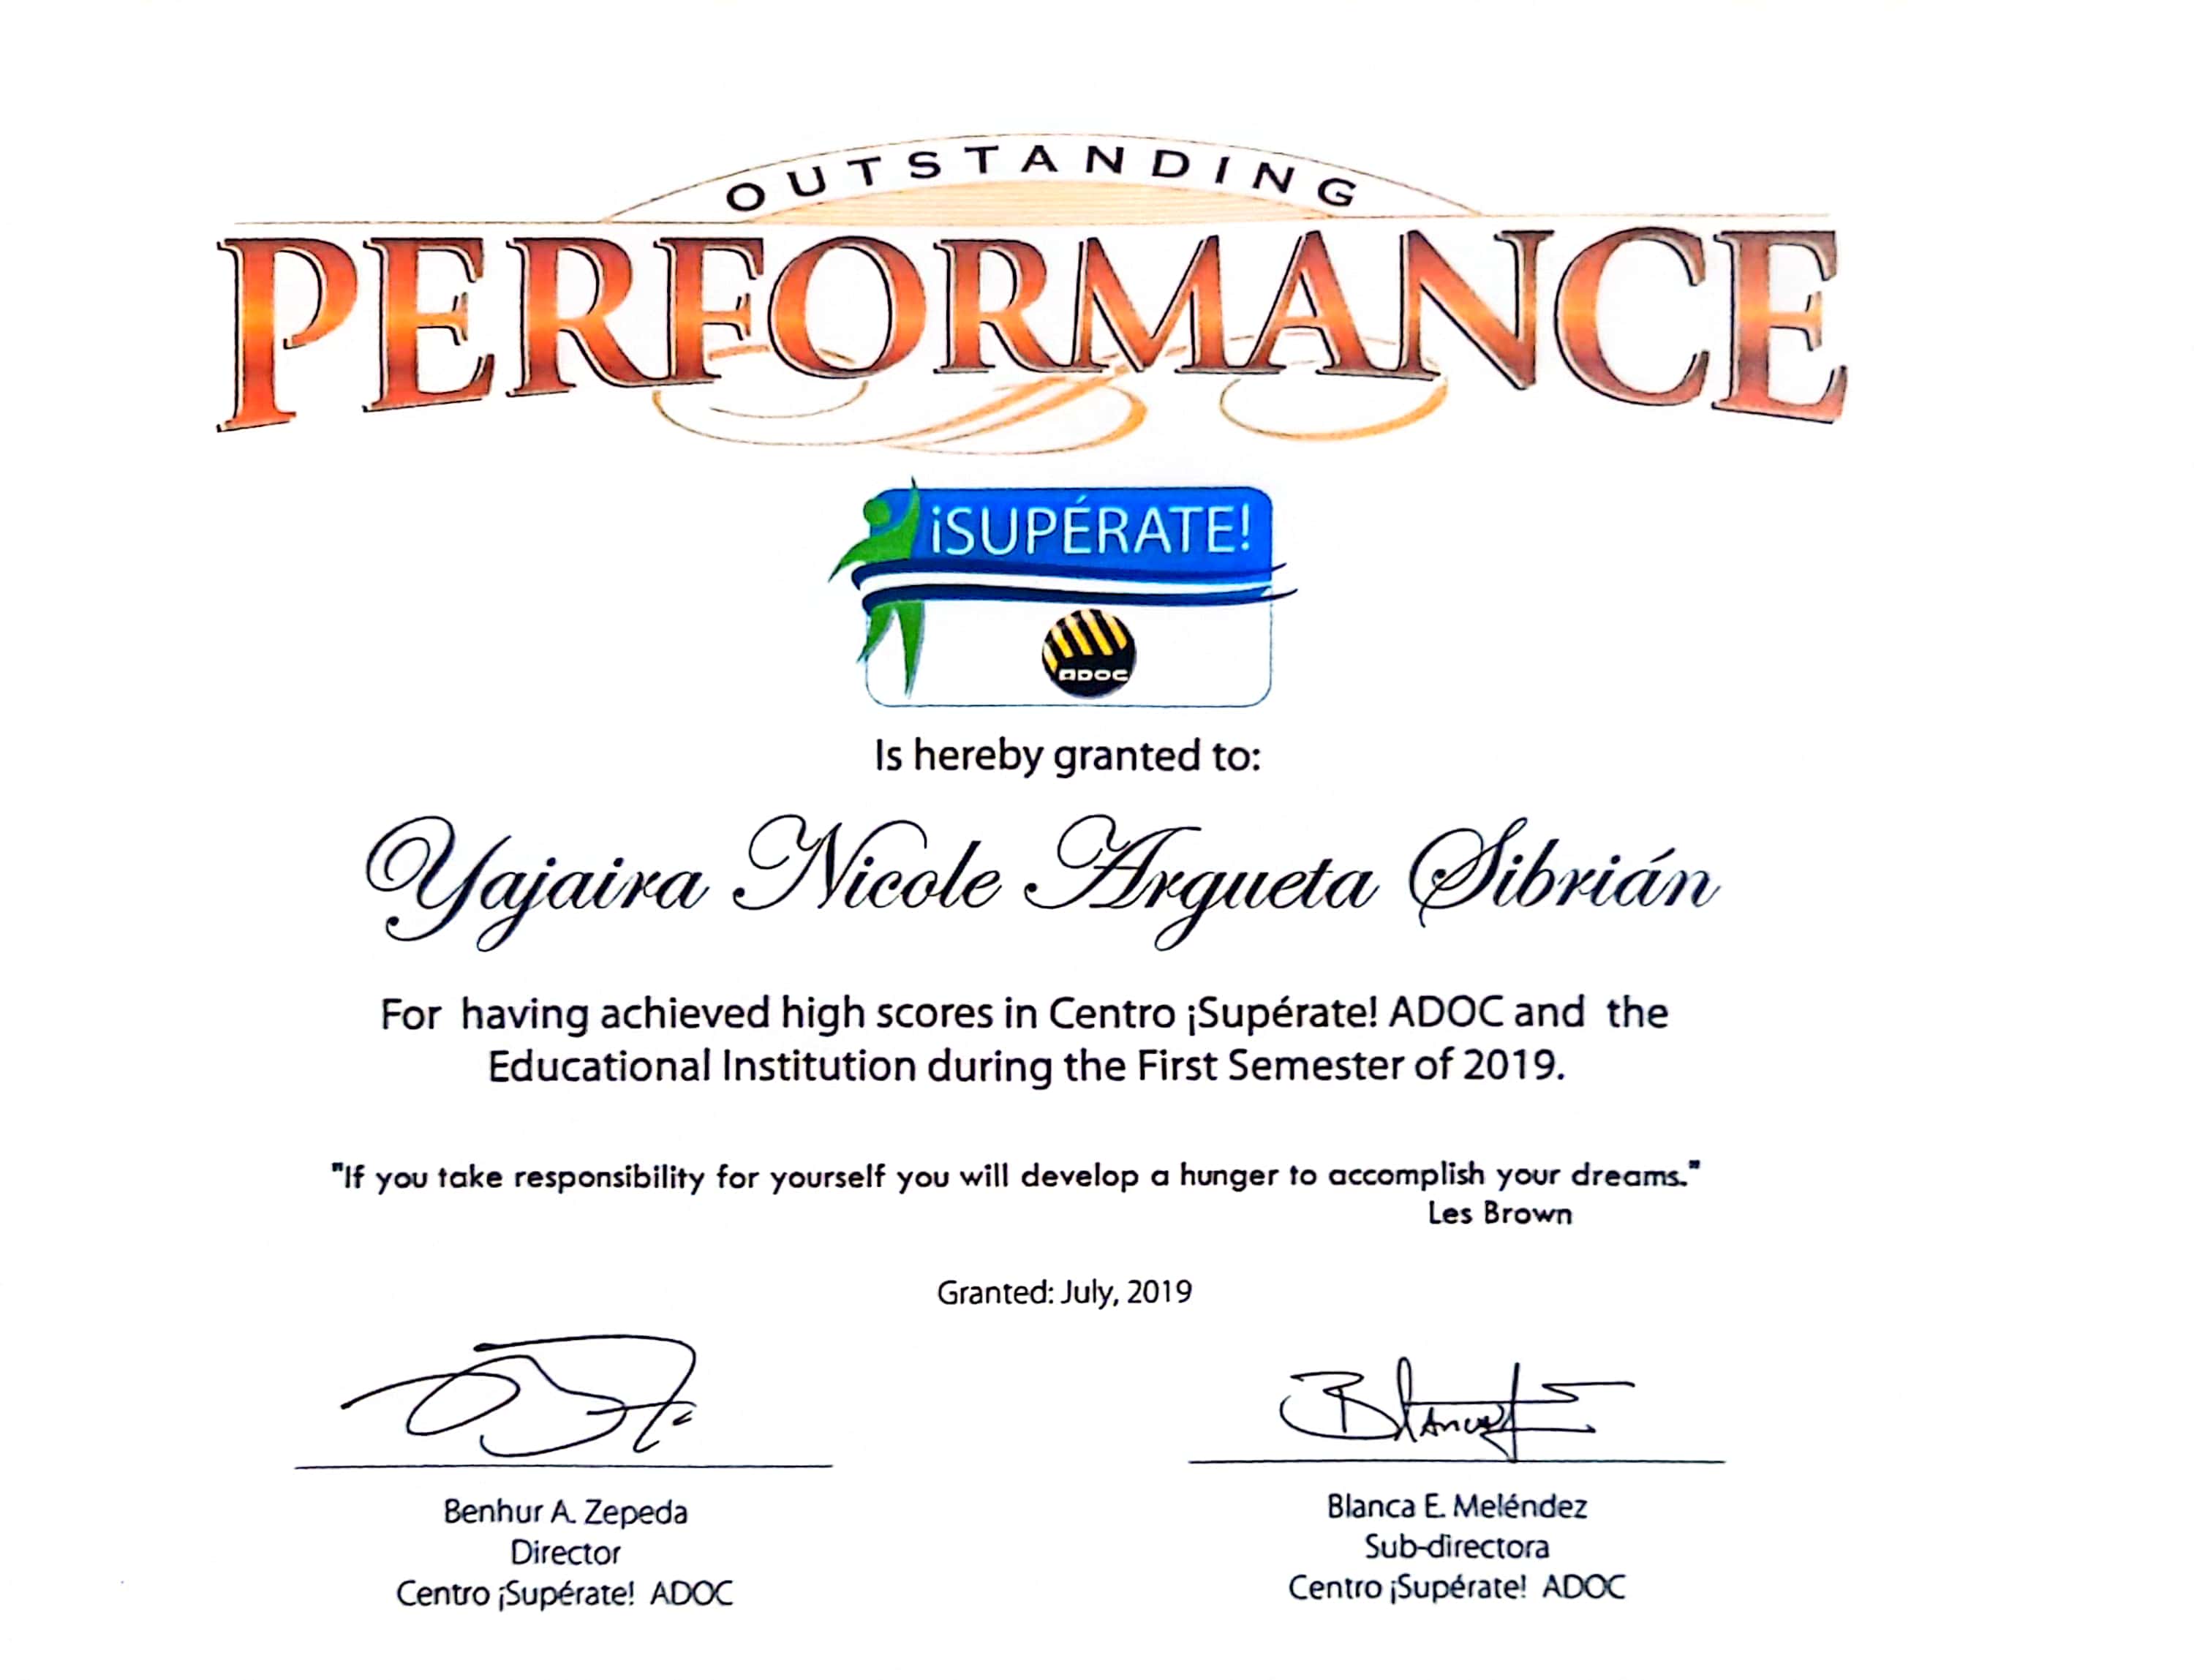 OUTSTANDING
PERFORMANCE
¡SUPÉRATE!
ADOC
Is hereby granted to:
Yajaira Nicole Argueta Sibrián
For having achieved high scores in Centro ¡Supérate! ADOC and the
Educational Institution during the First Semester of 2019.
"If you take responsibility for yourself you will develop a hunger to accomplish your dreams."
Les Brown
Granted: July, 2019
Benhur A. Zepeda
Director
Centro ¡Supérate! ADOC
Blanca E. Meléndez
Sub-directora
Centro ¡Supérate! ADOC